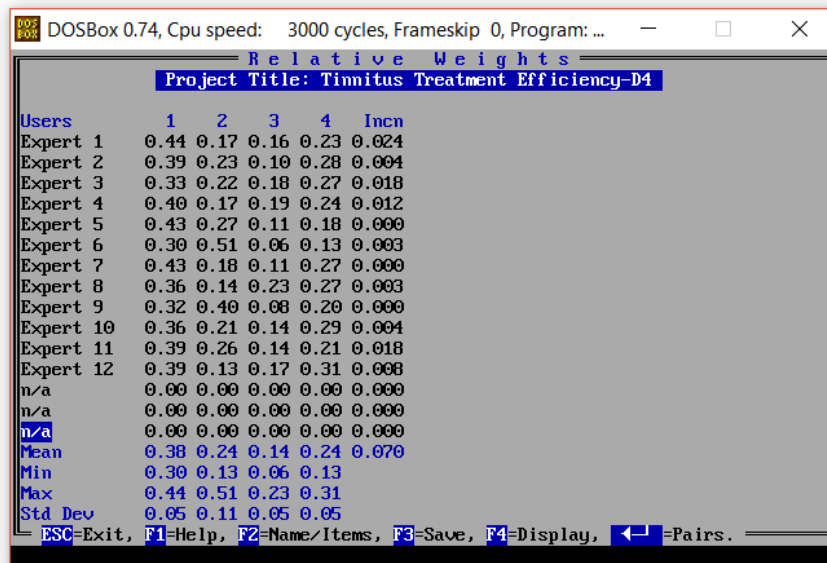 DOSBox 0.74, Cpu speed: 3000 cycles, Frameskip 0, Program: ...
Relative Weights
Project Title: Tinnitus Treatment Efficiency-D4
Users 1 2 3 4 Incn
Expert 1 0.44 0.17 0.16 0.23 0.024
Expert 2 0.39 0.23 0.10 0.28 0.004
Expert 3 0.33 0.22 0.18 0.27 0.018
Expert 4 0.40 0.17 0.19 0.24 0.012
Expert 5 0.43 0.27 0.11 0.18 0.000
Expert 6 0.30 0.51 0.06 0.13 0.003
Expert 7 0.43 0.18 0.11 0.27 0.000
Expert 8 0.36 0.14 0.23 0.27 0.003
Expert 9 0.32 0.40 0.08 0.20 0.000
Expert 10 0.36 0.21 0.14 0.29 0.004
Expert 11 0.39 0.26 0.14 0.21 0.018
Expert 12 0.39 0.13 0.17 0.31 0.008
n/a 0.00 0.00 0.00 0.00 0.000
n/a 0.00 0.00 0.00 0.00 0.000
n/a 0.00 0.00 0.00 0.00 0.000
Mean 0.38 0.24 0.14 0.24 0.070
Min 0.30 0.13 0.06 0.13
Max 0.44 0.51 0.23 0.31
Std Dev 0.05 0.11 0.05 0.05
ESC=Exit, F1=Help, F2=Name/Items, F3=Save, F4=Display, ◄─┘=Pairs.